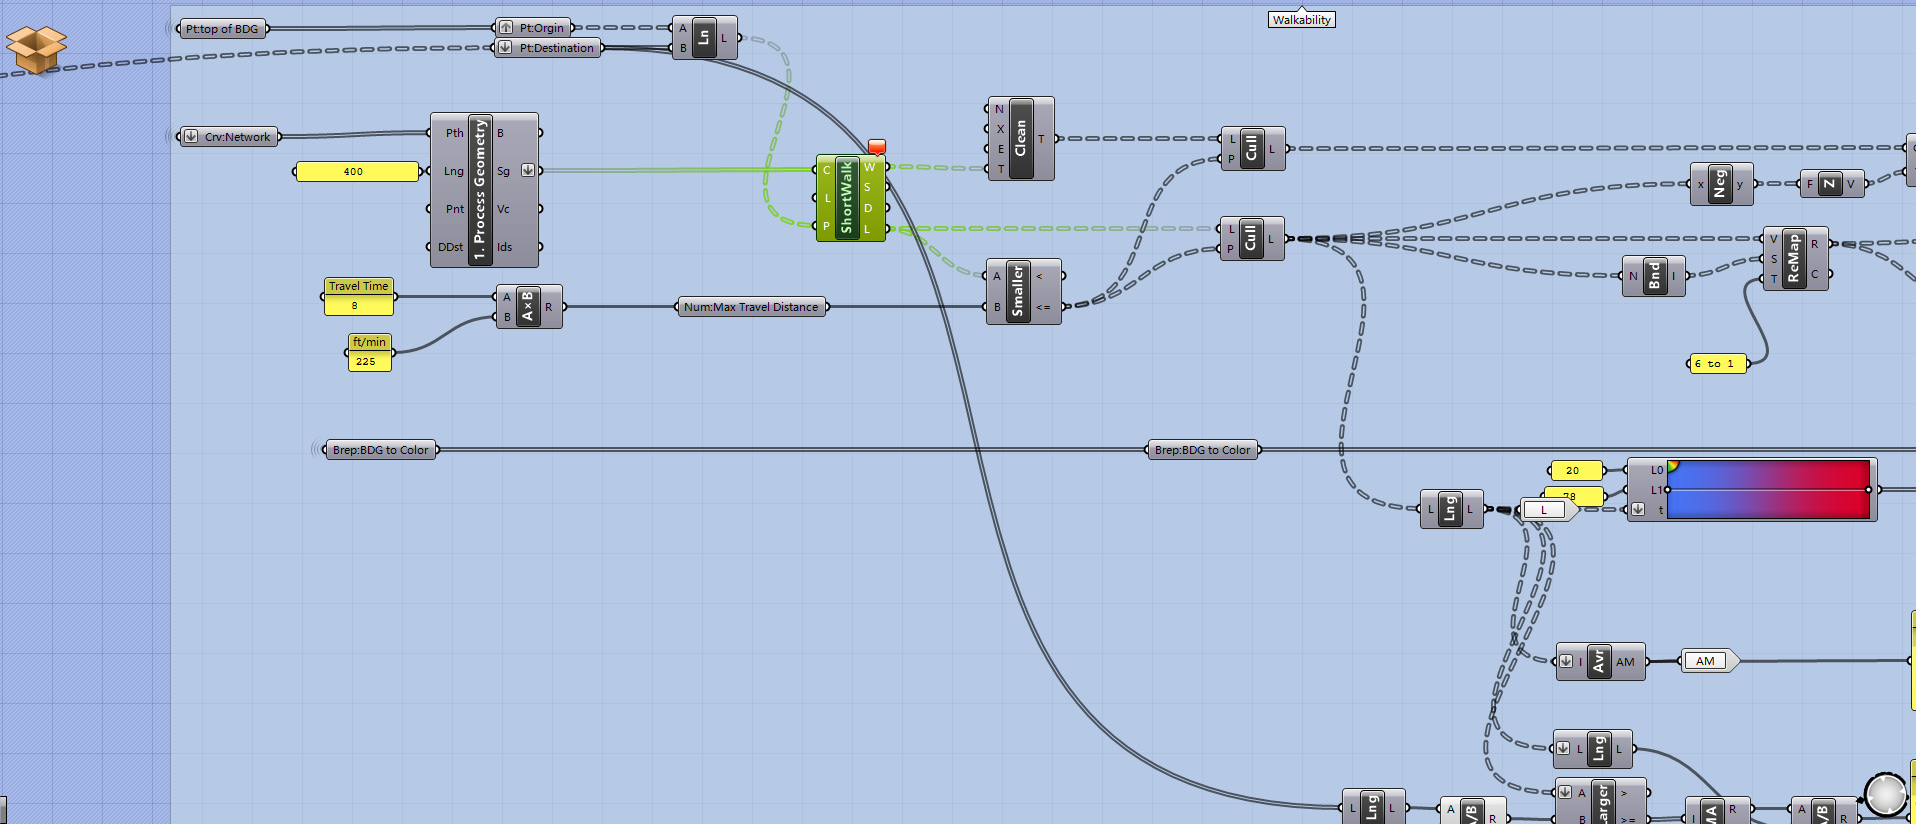 Walkability
Pt:top of BDG
Pt:Orgin
Pt:Destination
A
B
Ln
L
Crv:Network
400
Pth
Lng
Pnt
DDst
1. Process Geometry
B
Sg
Vc
Ids
C
L
P
ShortWalk
W
S
D
L
N
X
E
T
Clean
T
L
P
Cull
L
L
P
Cull
L
x
Neg
y
F
Z
V
V
S
T
ReMap
R
C
N
Bnd
I
6 to 1
Travel Time
8
ft/min
225
A
B
A×B
R
Num:Max Travel Distance
A
B
Smaller
<
<=
Brep:BDG to Color
Brep:BDG to Color
20
78
L0
L1
t
L
Lng
L
L
I
Avr
AM
AM
L
Lng
L
L
Lng
L
A
R
A
B
>
>=
I
R
A
R